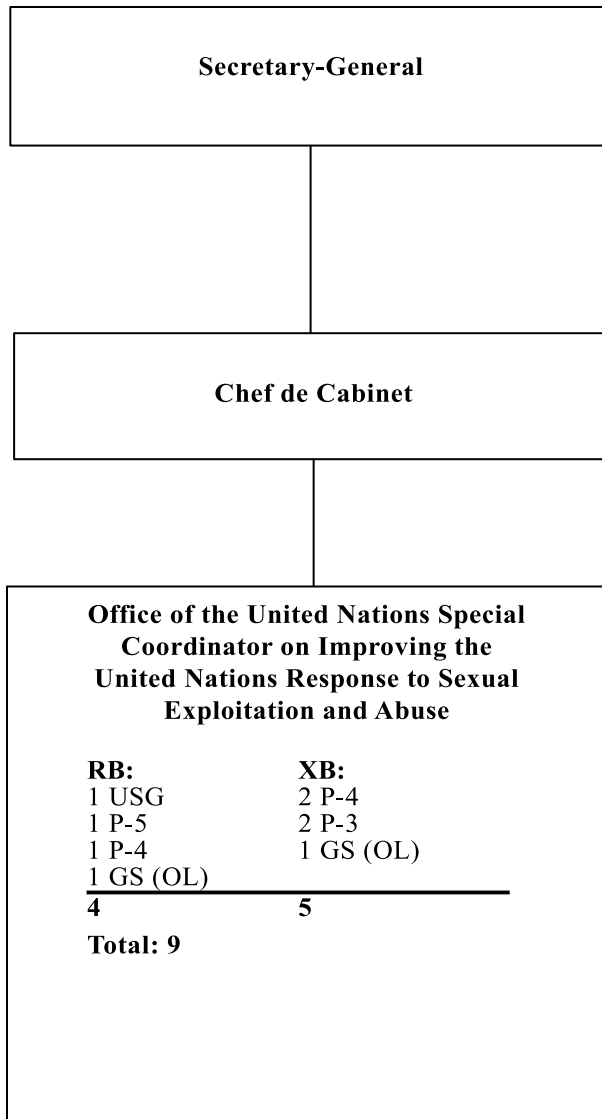 Secretary-General
Chef de Cabinet
Office of the United Nations Special
Coordinator on Improving the
United Nations Response to Sexual
Exploitation and Abuse
RB: XB:
1 USG 2 P-4
1 P-5 2 P-3
1 P-4 1 GS (OL)
1 GS (OL)
4 5
Total: 9